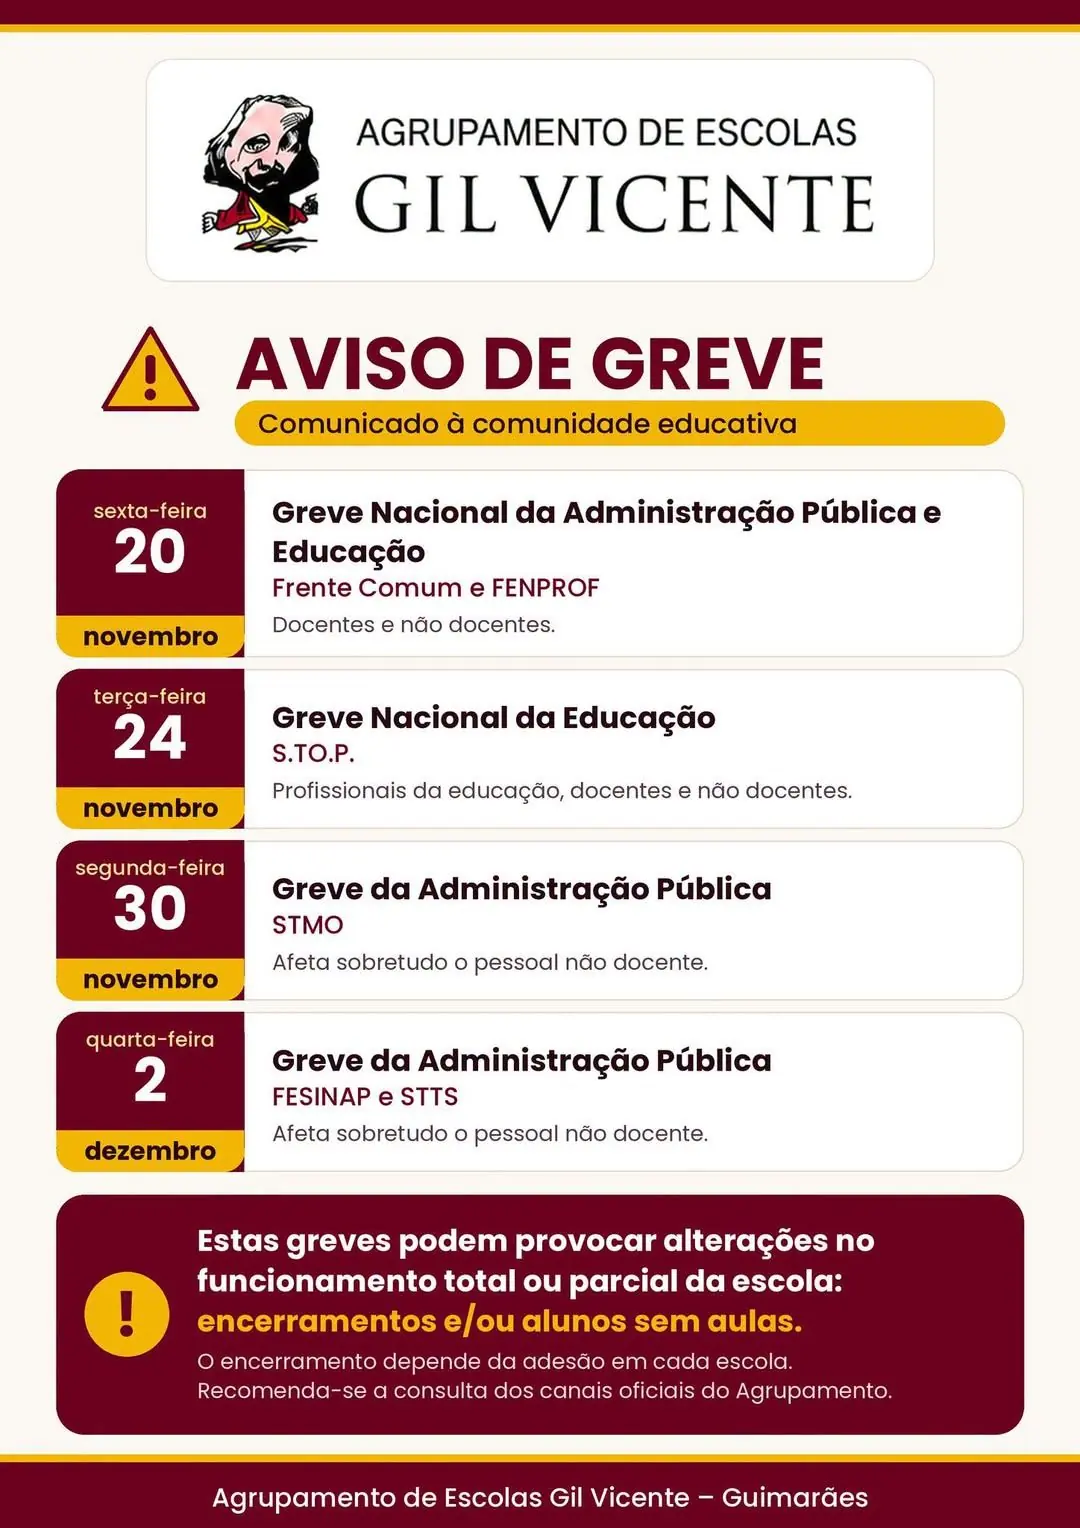 AGRUPAMENTO DE ESCOLAS
GIL VICENTE
AVISO DE GREVE
Comunicado à comunidade educativa
sexta-feira
20
novembro
Greve Nacional da Administração Pública e
Educação
Frente Comum e FENPROF
Docentes e não docentes.
terça-feira
24
novembro
Greve Nacional da Educação
S.TO.P.
Profissionais da educação, docentes e não docentes.
segunda-feira
30
novembro
Greve da Administração Pública
STMO
Afeta sobretudo o pessoal não docente.
quarta-feira
2
dezembro
Greve da Administração Pública
FESINAP e STTS
Afeta sobretudo o pessoal não docente.
Estas greves podem provocar alterações no
funcionamento total ou parcial da escola:
encerramentos e/ou alunos sem aulas.
O encerramento depende da adesão em cada escola.
Recomenda-se a consulta dos canais oficiais do Agrupamento.
Agrupamento de Escolas Gil Vicente – Guimarães